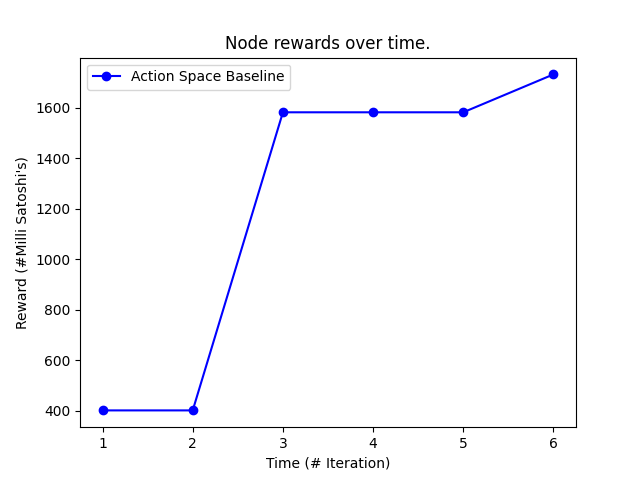 Node rewards over time.
Action Space Baseline
Reward (#Milli Satoshi's)
1600
1400
1200
1000
800
600
400
1 2 3 4 5 6
Time (# Iteration)